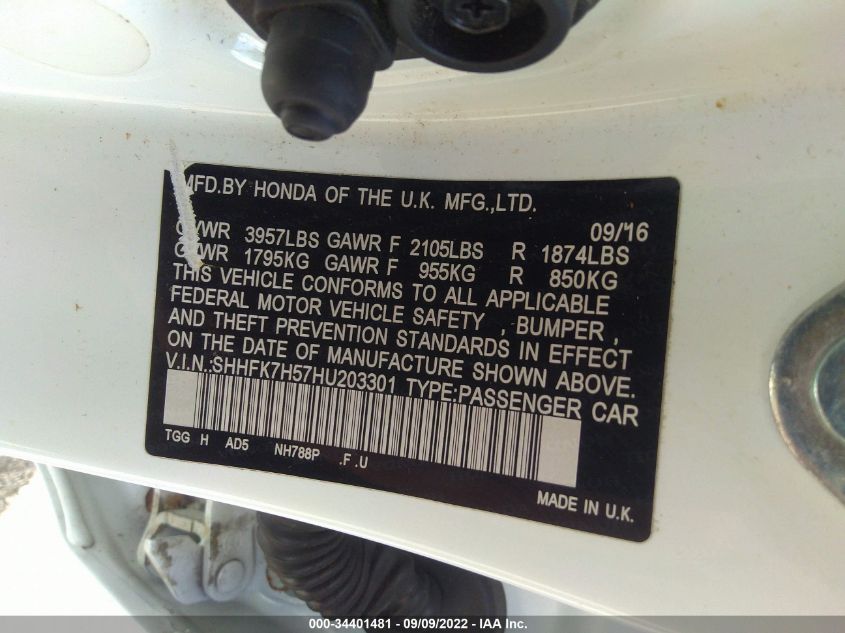 MFD.BY HONDA OF THE U.K. MFG.,LTD.
09/16
GVWR 3957LBS GAWR F 2105LBS R 1874LBS
GVWR 1795KG GAWR F 955KG R 850KG
THIS VEHICLE CONFORMS TO ALL APPLICABLE
FEDERAL MOTOR VEHICLE SAFETY , BUMPER ,
AND THEFT PREVENTION STANDARDS IN EFFECT
ON THE DATE OF MANUFACTURE SHOWN ABOVE.
V.I.N.:SHHFK7H57HU203301 TYPE:PASSENGER CAR
TGG H AD5 NH788P .F .U
MADE IN U.K.
000-34401481 - 09/09/2022 - IAA Inc.